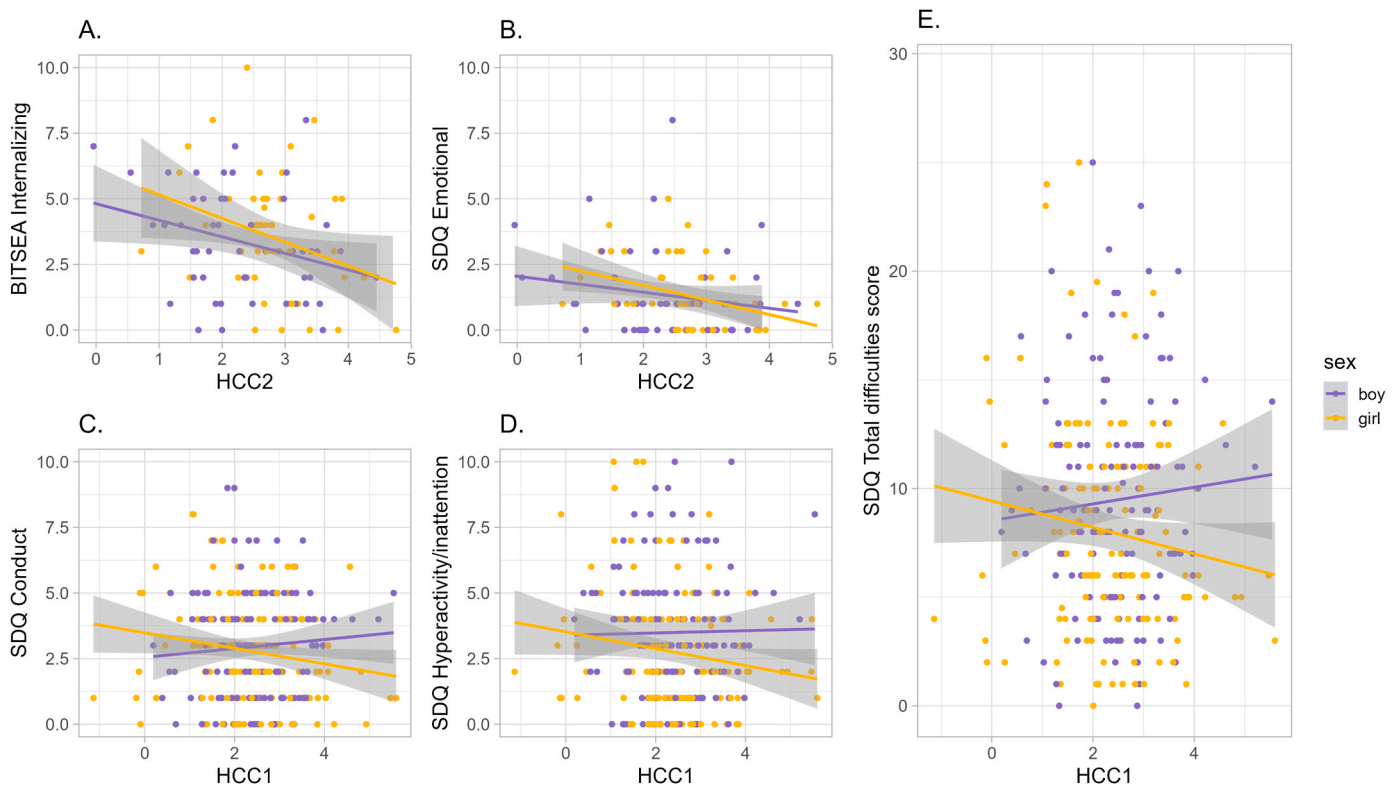 A.
BITSEA Internalizing
10.0
7.5
5.0
2.5
0.0
0 1 2 3 4 5
HCC2
B.
SDQ Emotional
10.0
7.5
5.0
2.5
0.0
0 1 2 3 4 5
HCC2
C.
SDQ Conduct
10.0
7.5
5.0
2.5
0.0
0 2 4
HCC1
D.
SDQ Hyperactivity/inattention
10.0
7.5
5.0
2.5
0.0
0 2 4
HCC1
E.
SDQ Total difficulties score
30
20
10
0
0 2 4
HCC1
sex
boy
girl